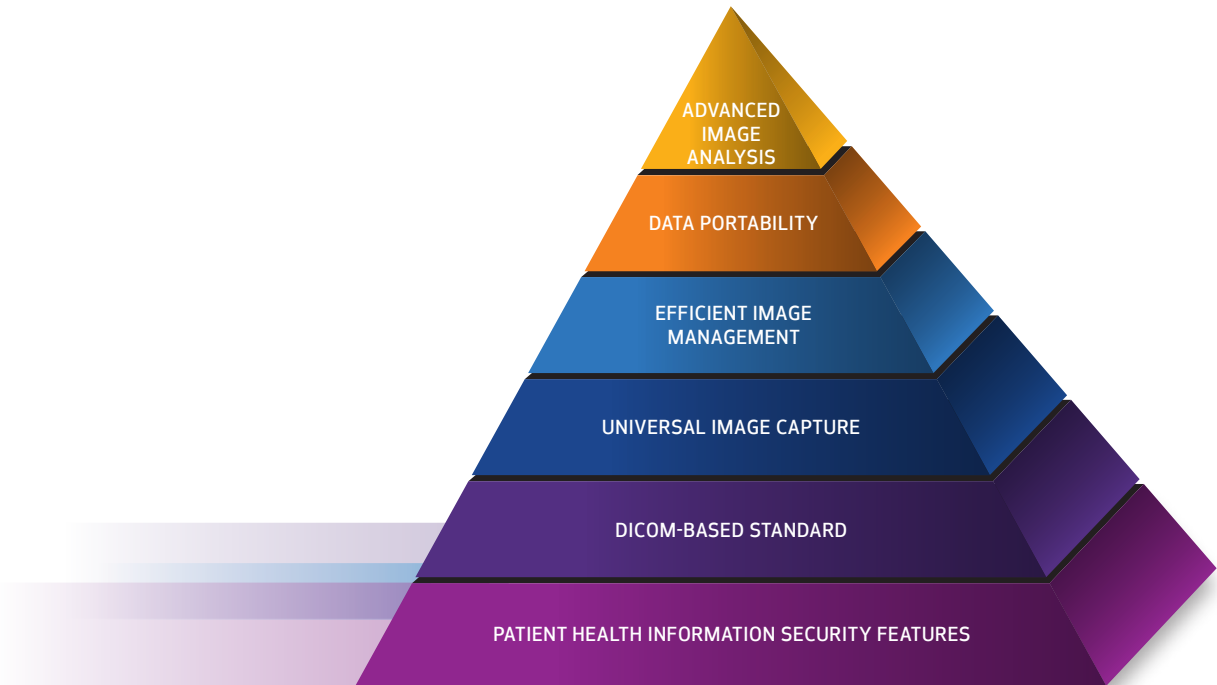 ADVANCED
IMAGE
ANALYSIS
DATA PORTABILITY
EFFICIENT IMAGE
MANAGEMENT
UNIVERSAL IMAGE CAPTURE
DICOM-BASED STANDARD
PATIENT HEALTH INFORMATION SECURITY FEATURES